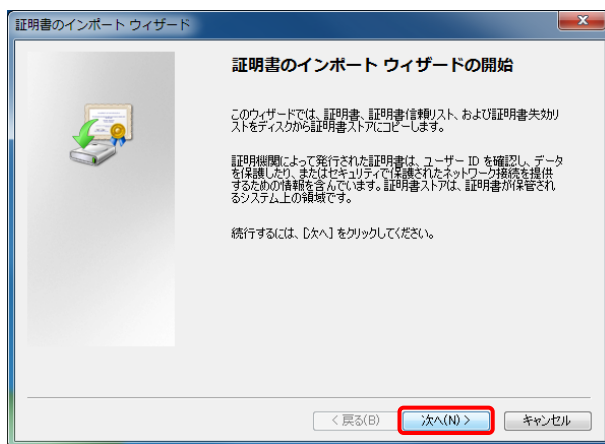 証明書のインポート ウィザード
証明書のインポート ウィザードの開始
このウィザードでは、証明書、証明書信頼リスト、および証明書失効リ
ストをディスクから証明書ストアにコピーします。
証明機関によって発行された証明書は、ユーザー ID を確認し、データ
を保護したり、またはセキュリティで保護されたネットワーク接続を提供
するための情報を含んでいます。証明書ストアは、証明書が保管され
るシステム上の領域です。
続行するには、[次へ] をクリックしてください。
< 戻る(B)
次へ(N) >
キャンセル